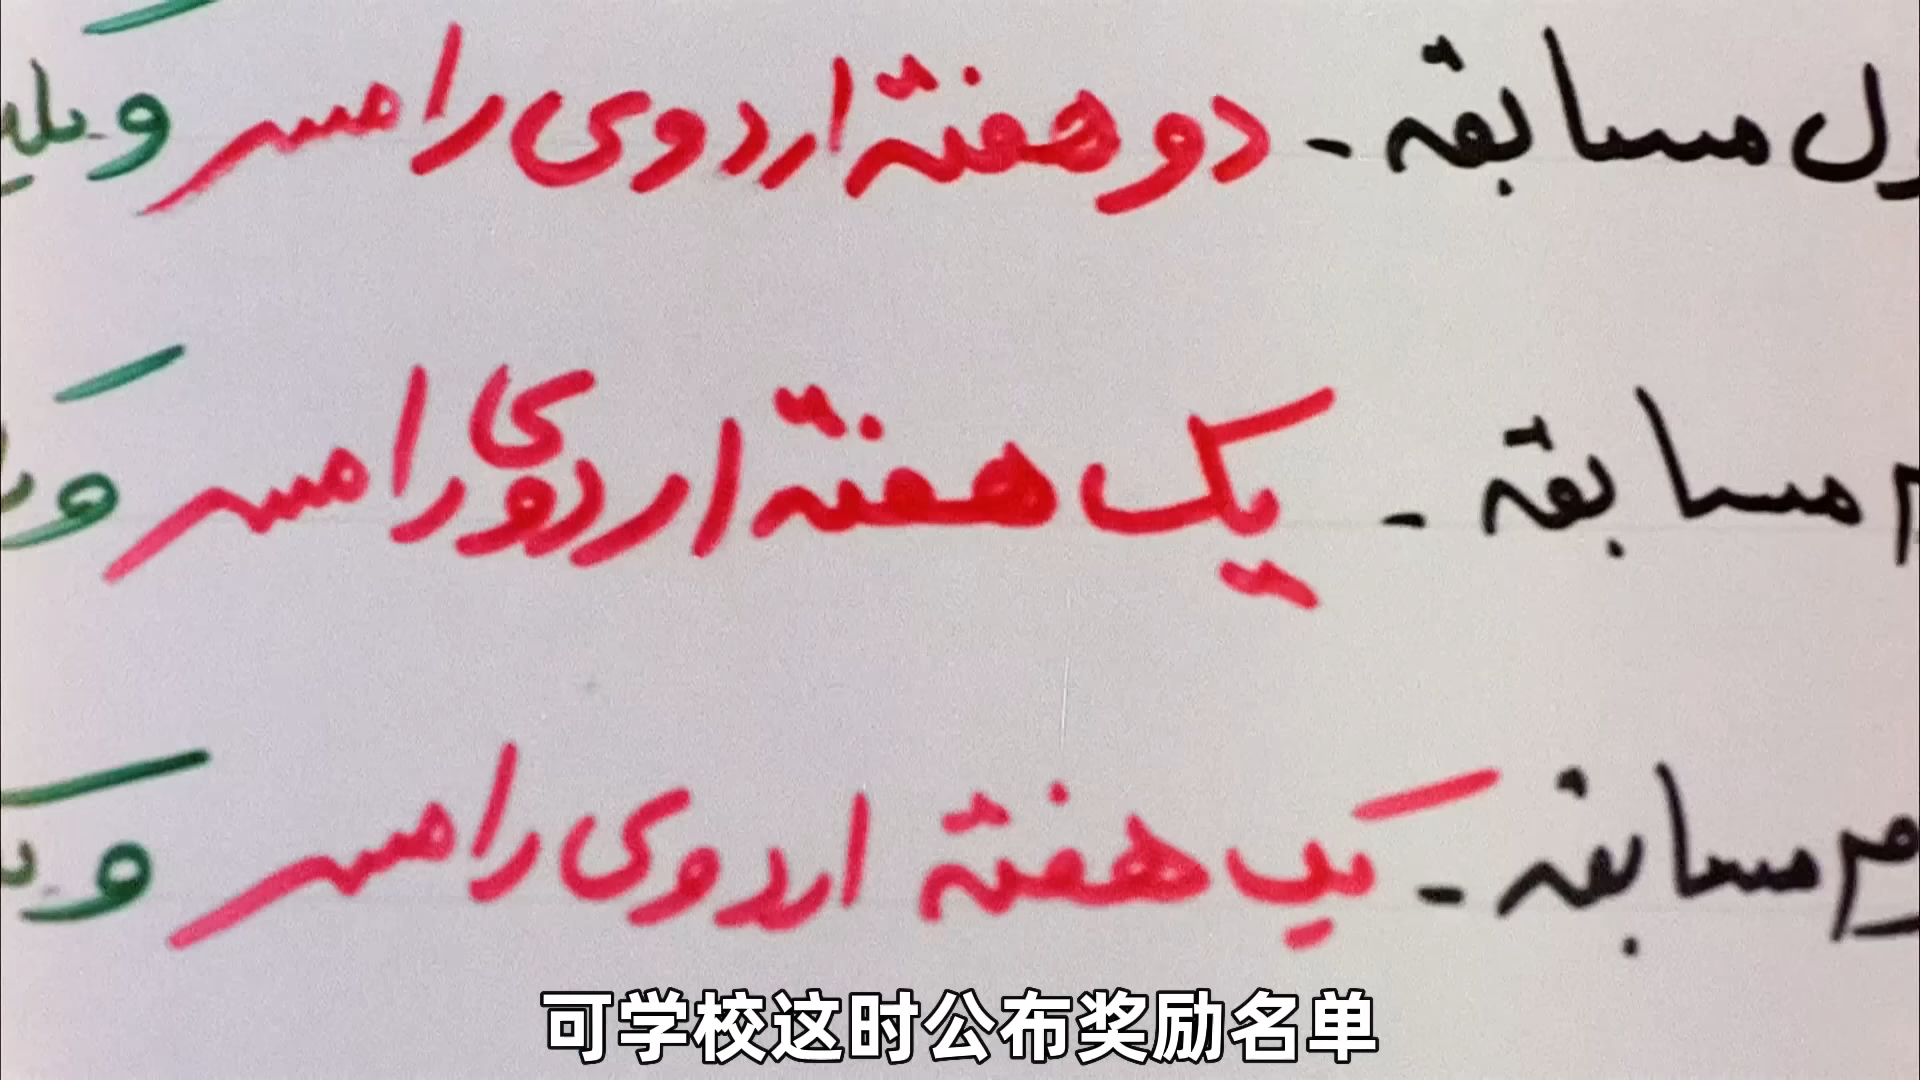 ل مسابقه - دو هفته اردوی رامسر و
م مسابقه - یک هفته اردوی رامسر و
م مسابقه - یک هفته اردوی رامسر و
可学校这时公布奖励名单